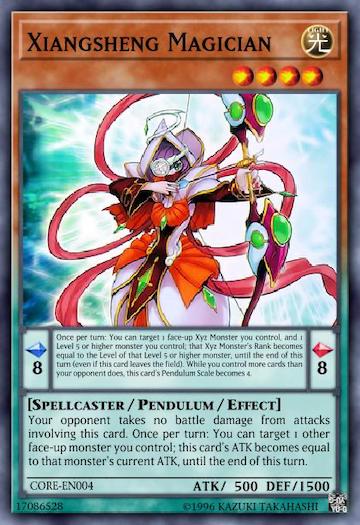 Xiangsheng Magician
LIGHT
光
Once per turn: You can target 1 face-up Xyz Monster you control, and 1
Level 5 or higher monster you control; that Xyz Monster's Rank becomes
equal to the Level of that Level 5 or higher monster, until the end of this turn
(even if this card leaves the field). While you control more cards
than your opponent does, this card's Pendulum Scale becomes 4.
8
8
[Spellcaster / Pendulum / Effect]
Your opponent takes no battle damage from attacks
involving this card. Once per turn: You can target 1 other
face-up monster you control; this card's ATK becomes equal
to that monster's current ATK, until the end of this turn.
CORE-EN004
ATK/ 500 DEF/1500
17086528
©1996 KAZUKI TAKAHASHI